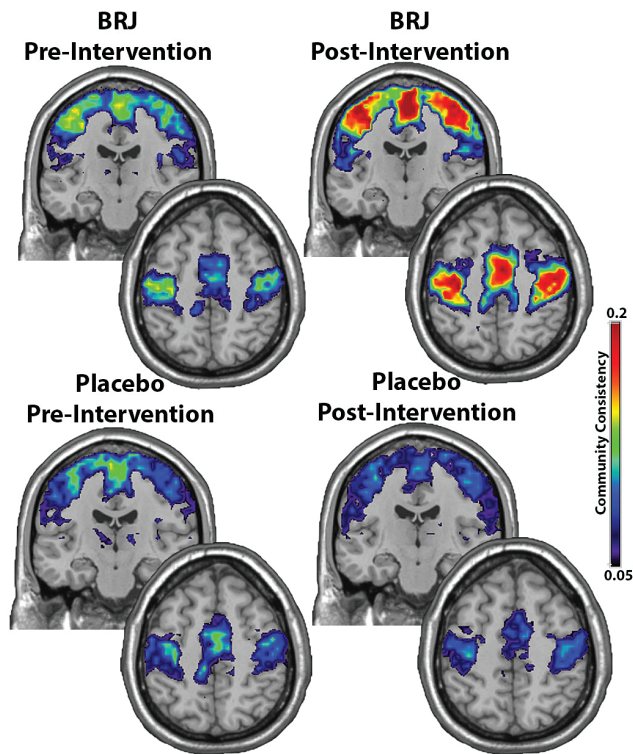 BRJ
Pre-Intervention
BRJ
Post-Intervention
Placebo
Pre-Intervention
Placebo
Post-Intervention
0.2
Community Consistency
0.05